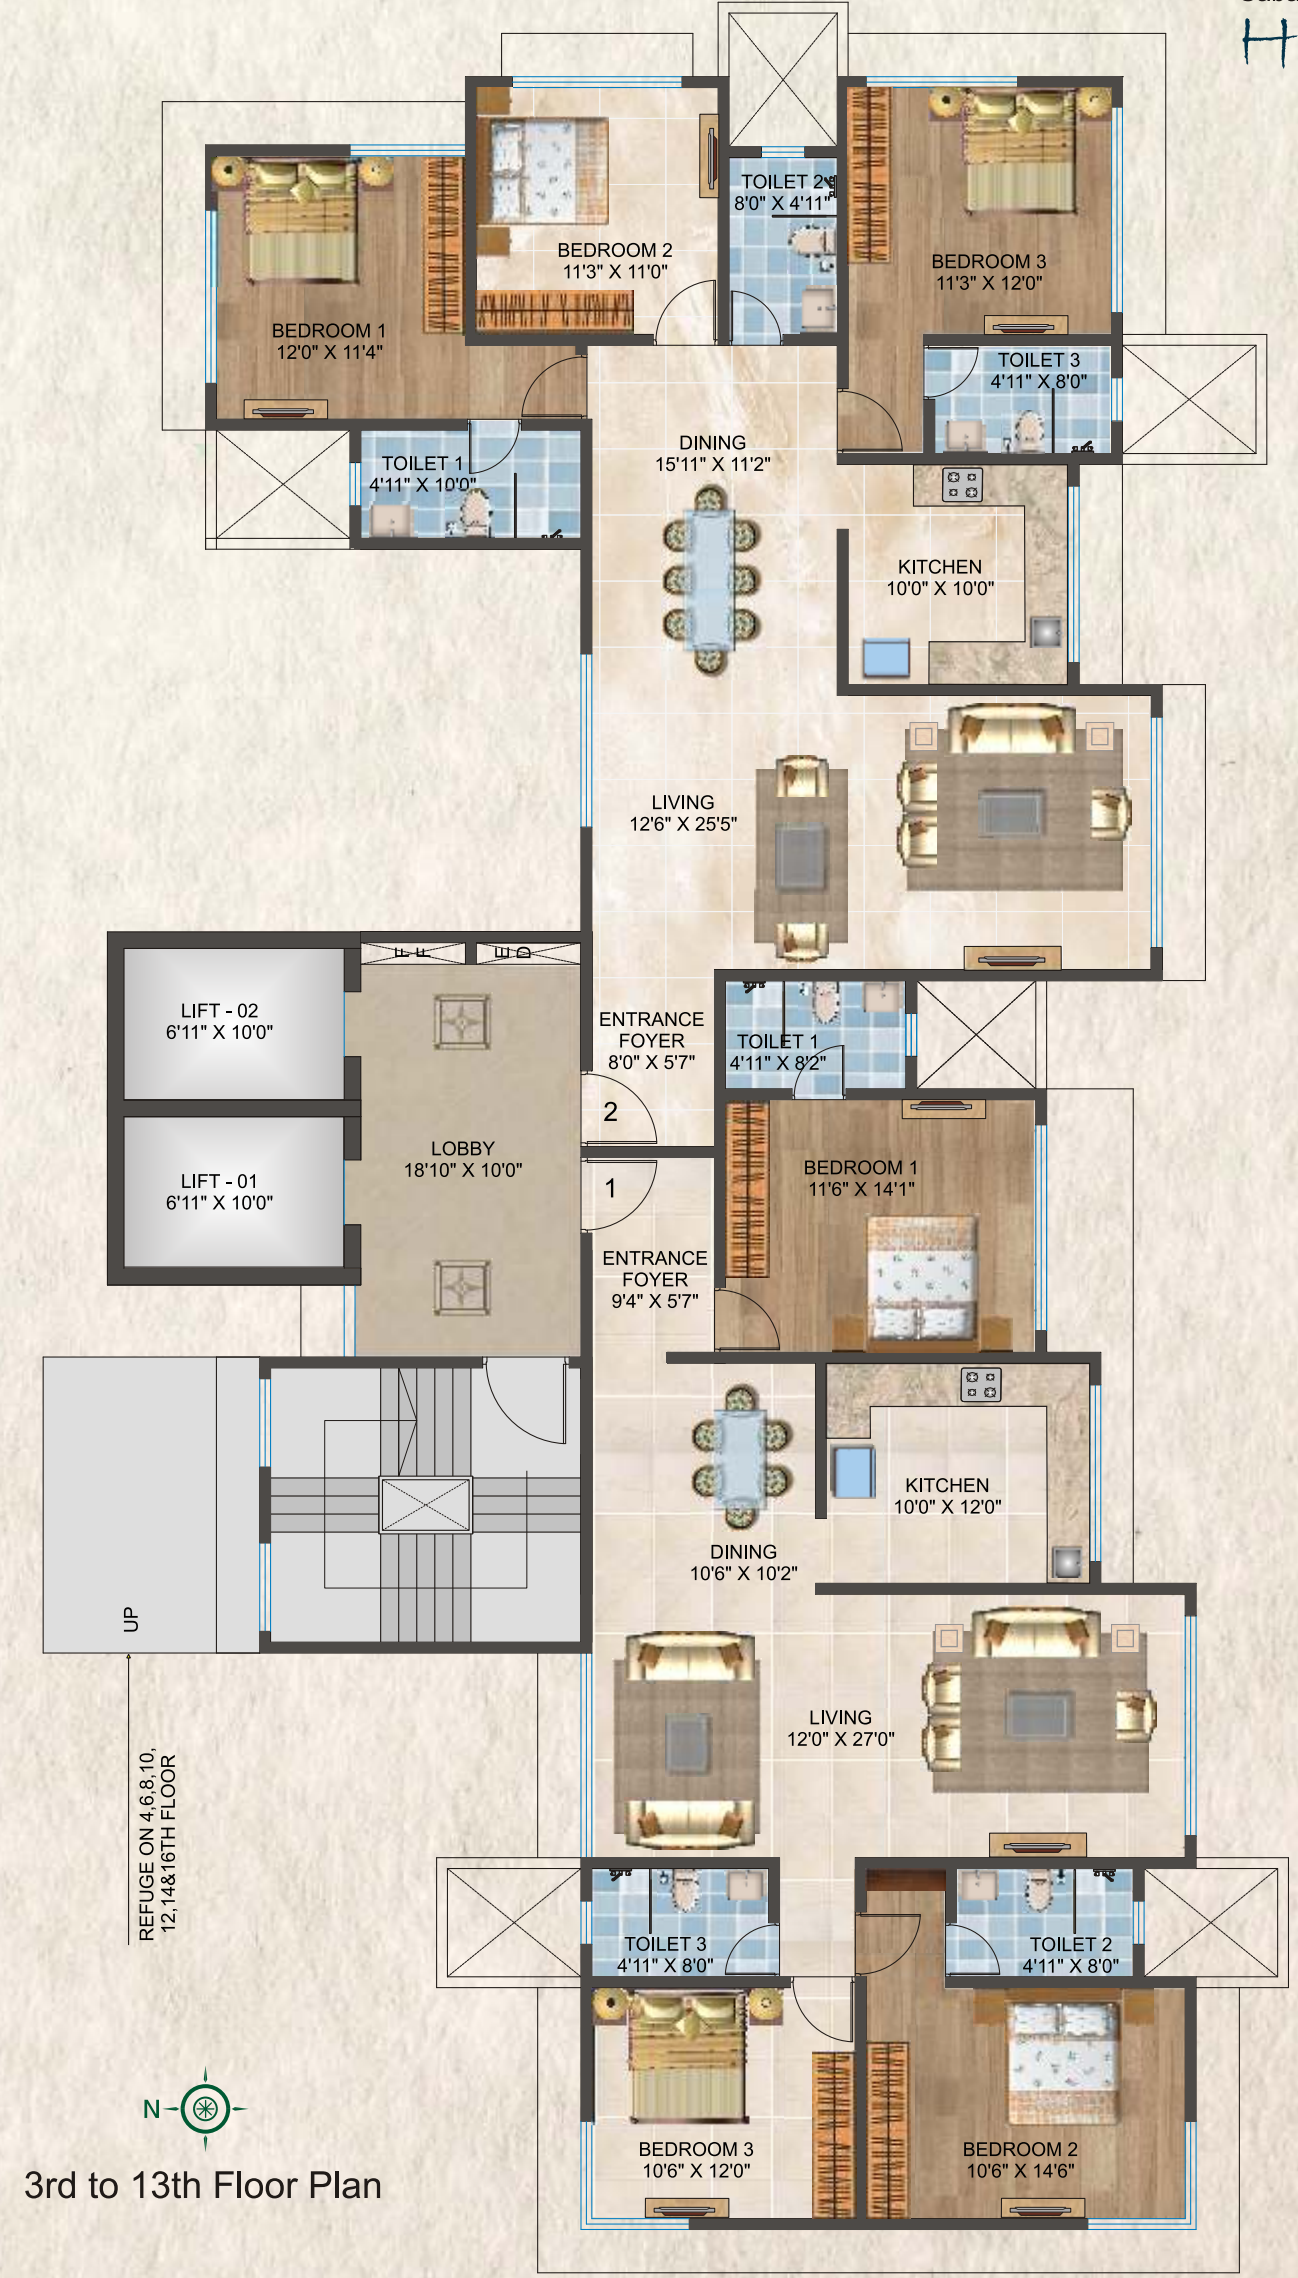 H
BEDROOM 2
11'3" X 11'0"
TOILET 2
8'0" X 4'11"
BEDROOM 3
11'3" X 12'0"
BEDROOM 1
12'0" X 11'4"
TOILET 3
4'11" X 8'0"
DINING
15'11" X 11'2"
TOILET 1
4'11" X 10'0"
KITCHEN
10'0" X 10'0"
LIVING
12'6" X 25'5"
FF
ED
LIFT - 02
6'11" X 10'0"
ENTRANCE
FOYER
8'0" X 5'7"
TOILET 1
4'11" X 8'2"
2
LOBBY
18'10" X 10'0"
LIFT - 01
6'11" X 10'0"
1
BEDROOM 1
11'6" X 14'1"
ENTRANCE
FOYER
9'4" X 5'7"
KITCHEN
10'0" X 12'0"
DINING
10'6" X 10'2"
UP
LIVING
12'0" X 27'0"
REFUGE ON 4,6,8,10,
12,14&16TH FLOOR
TOILET 3
4'11" X 8'0"
TOILET 2
4'11" X 8'0"
N
BEDROOM 3
10'6" X 12'0"
BEDROOM 2
10'6" X 14'6"
3rd to 13th Floor Plan